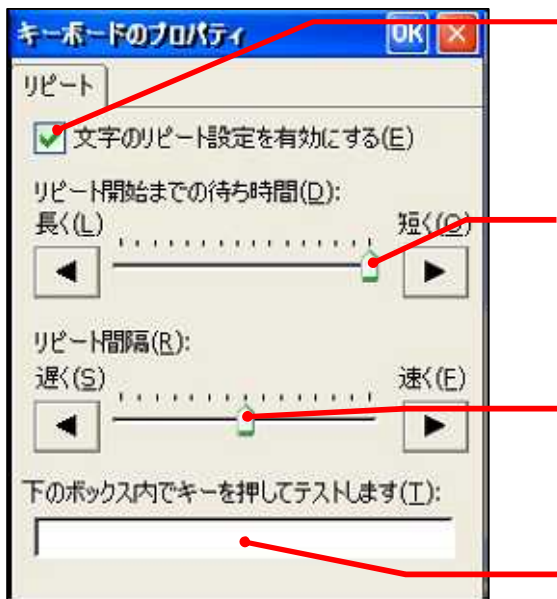 キーボードのプロパティ OK
リピート
文字のリピート設定を有効にする(E)
リピート開始までの待ち時間(D):
長く(L) 短く(O)
リピート間隔(R):
遅く(S) 速く(F)
下のボックス内でキーを押してテストします(T):